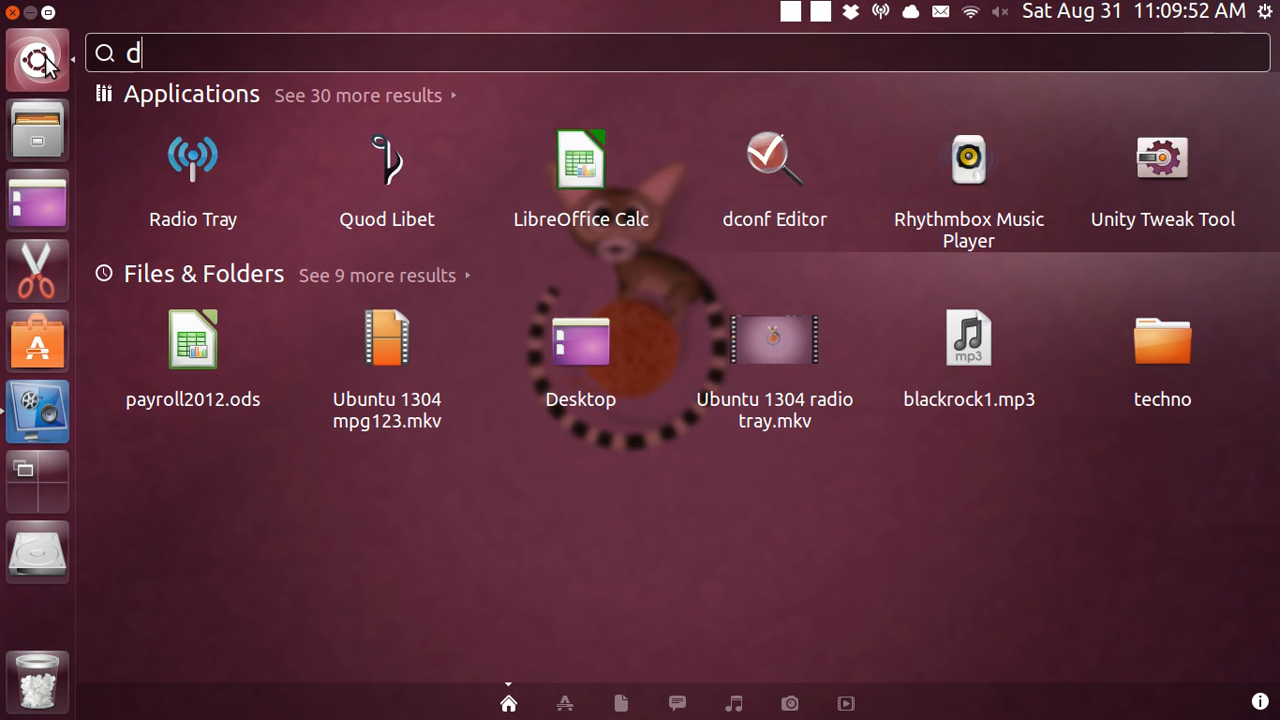 Sat Aug 31 11:09:52 AM
d
Applications See 30 more results
Radio Tray
Quod Libet
LibreOffice Calc
dconf Editor
Rhythmbox Music
Player
Unity Tweak Tool
Files & Folders See 9 more results
payroll2012.ods
Ubuntu 1304
mpg123.mkv
Desktop
Ubuntu 1304 radio
tray.mkv
mp3
blackrock1.mp3
techno